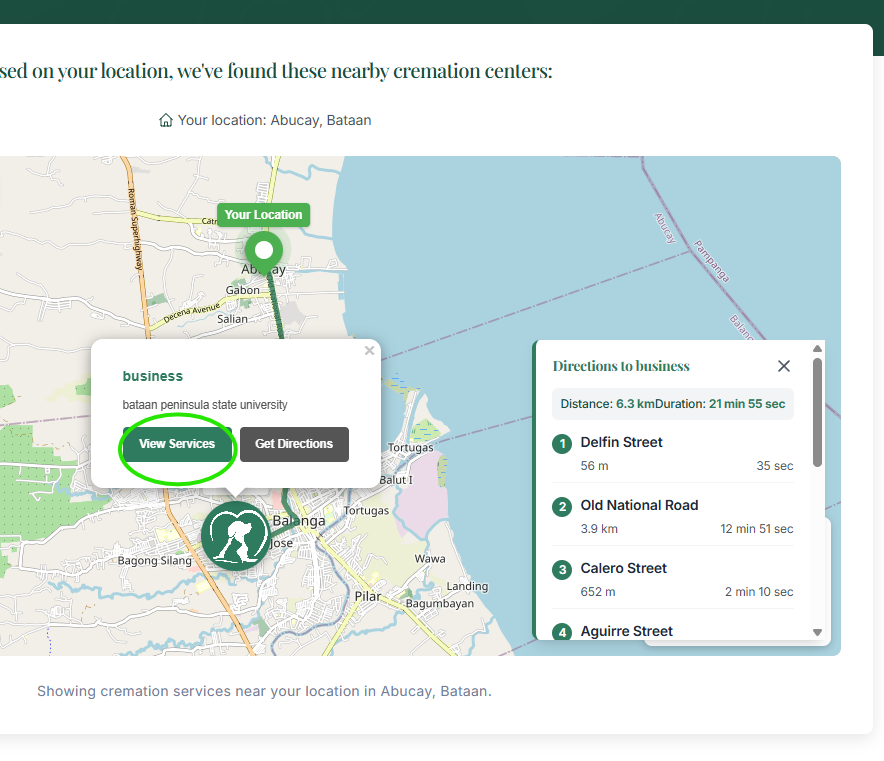 sed on your location, we've found these nearby cremation centers:
Your location: Abucay, Bataan
Your Location
Roman Superhighway
Abucay
Gabon
Decena Avenue
Salian
Abucay
Pampanga
Balang
×
business
bataan peninsula state university
View Services
Get Directions
Tortugas
Balut I
Tortugas
Balanga
Jose
Bagong Silang
Wawa
Landing
Pilar
Bagumbayan
Directions to business
Distance: 6.3 kmDuration: 21 min 55 sec
1 Delfin Street
56 m 35 sec
2 Old National Road
3.9 km 12 min 51 sec
3 Calero Street
652 m 2 min 10 sec
4 Aguirre Street
Showing cremation services near your location in Abucay, Bataan.